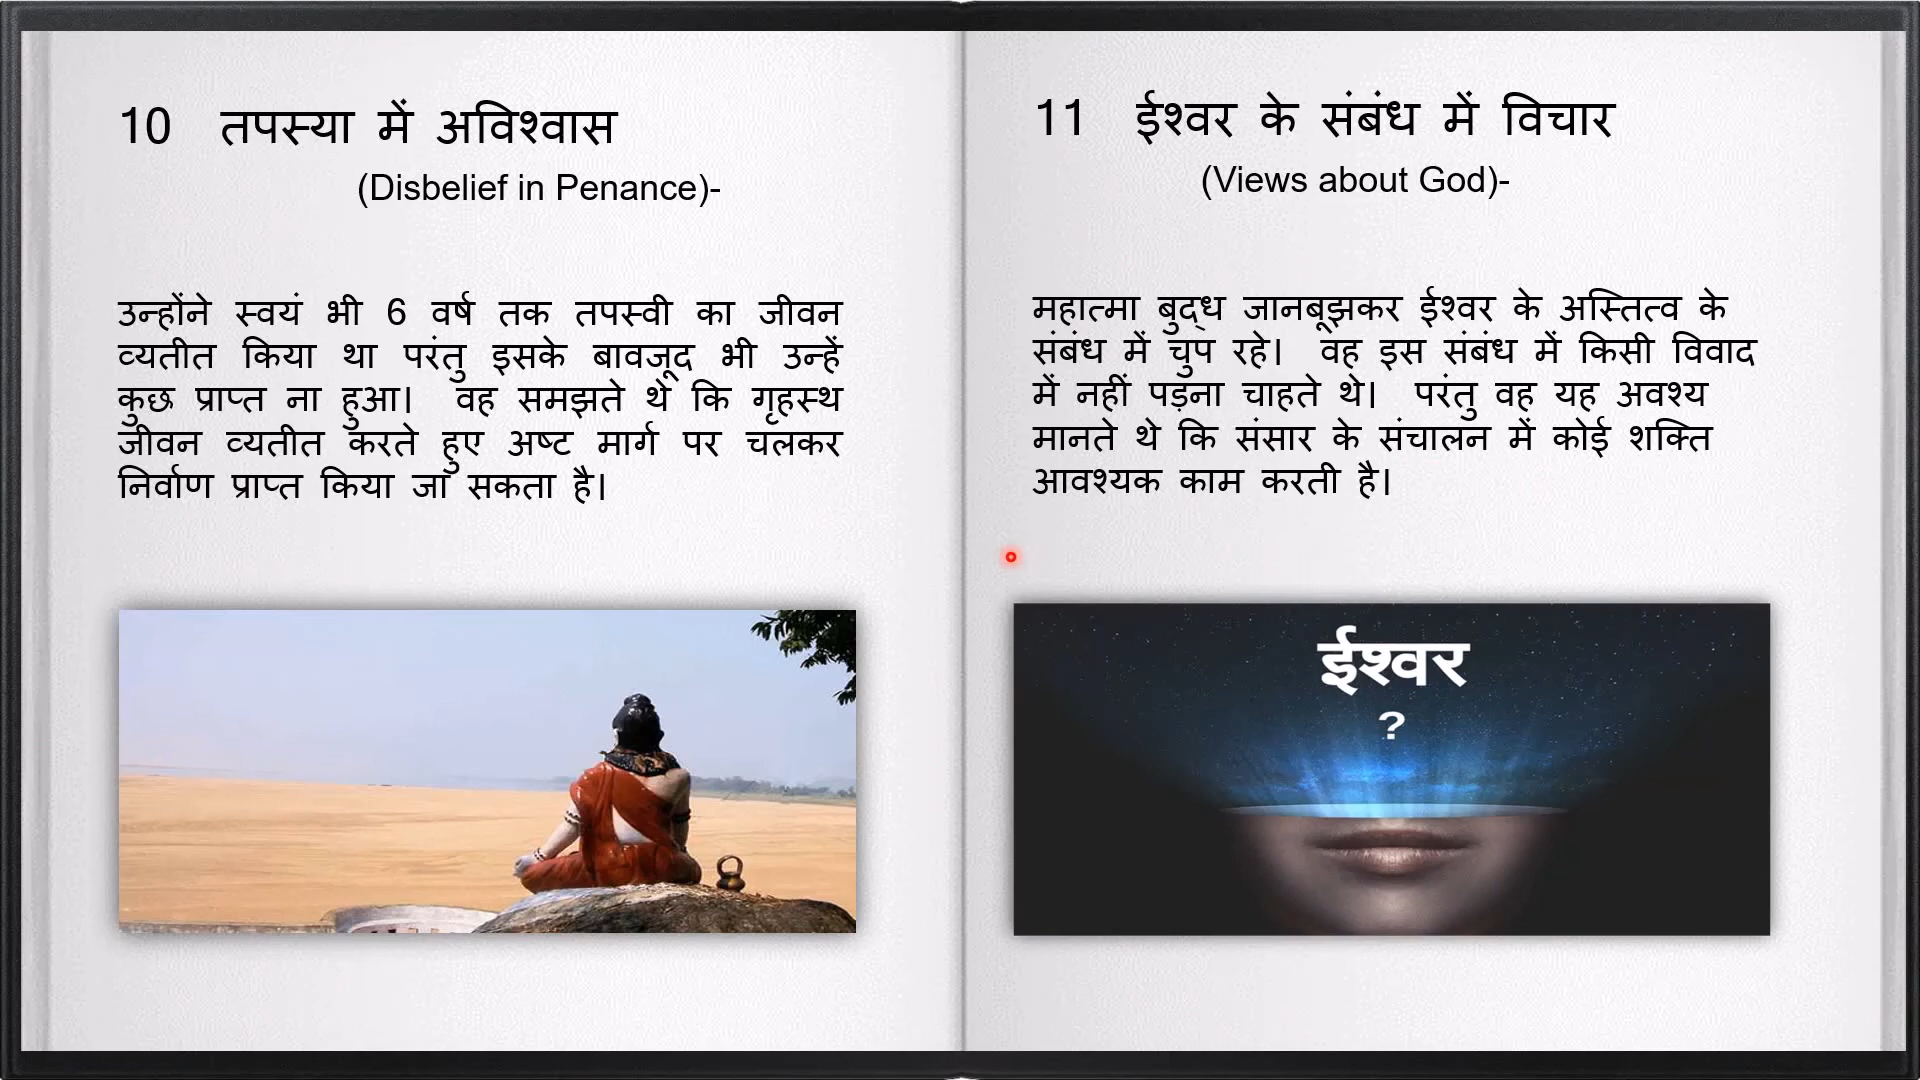 10 तपस्या में अविश्वास
(Disbelief in Penance)-
उन्होंने स्वयं भी 6 वर्ष तक तपस्वी का जीवन
व्यतीत किया था परंतु इसके बावजूद भी उन्हें
कुछ प्राप्त ना हुआ। वह समझते थे कि गृहस्थ
जीवन व्यतीत करते हुए अष्ट मार्ग पर चलकर
निर्वाण प्राप्त किया जा सकता है।
11 ईश्वर के संबंध में विचार
(Views about God)-
महात्मा बुद्ध जानबूझकर ईश्वर के अस्तित्व के
संबंध में चुप रहे। वह इस संबंध में किसी विवाद
में नहीं पड़ना चाहते थे। परंतु वह यह अवश्य
मानते थे कि संसार के संचालन में कोई शक्ति
आवश्यक काम करती है।
ईश्वर
?